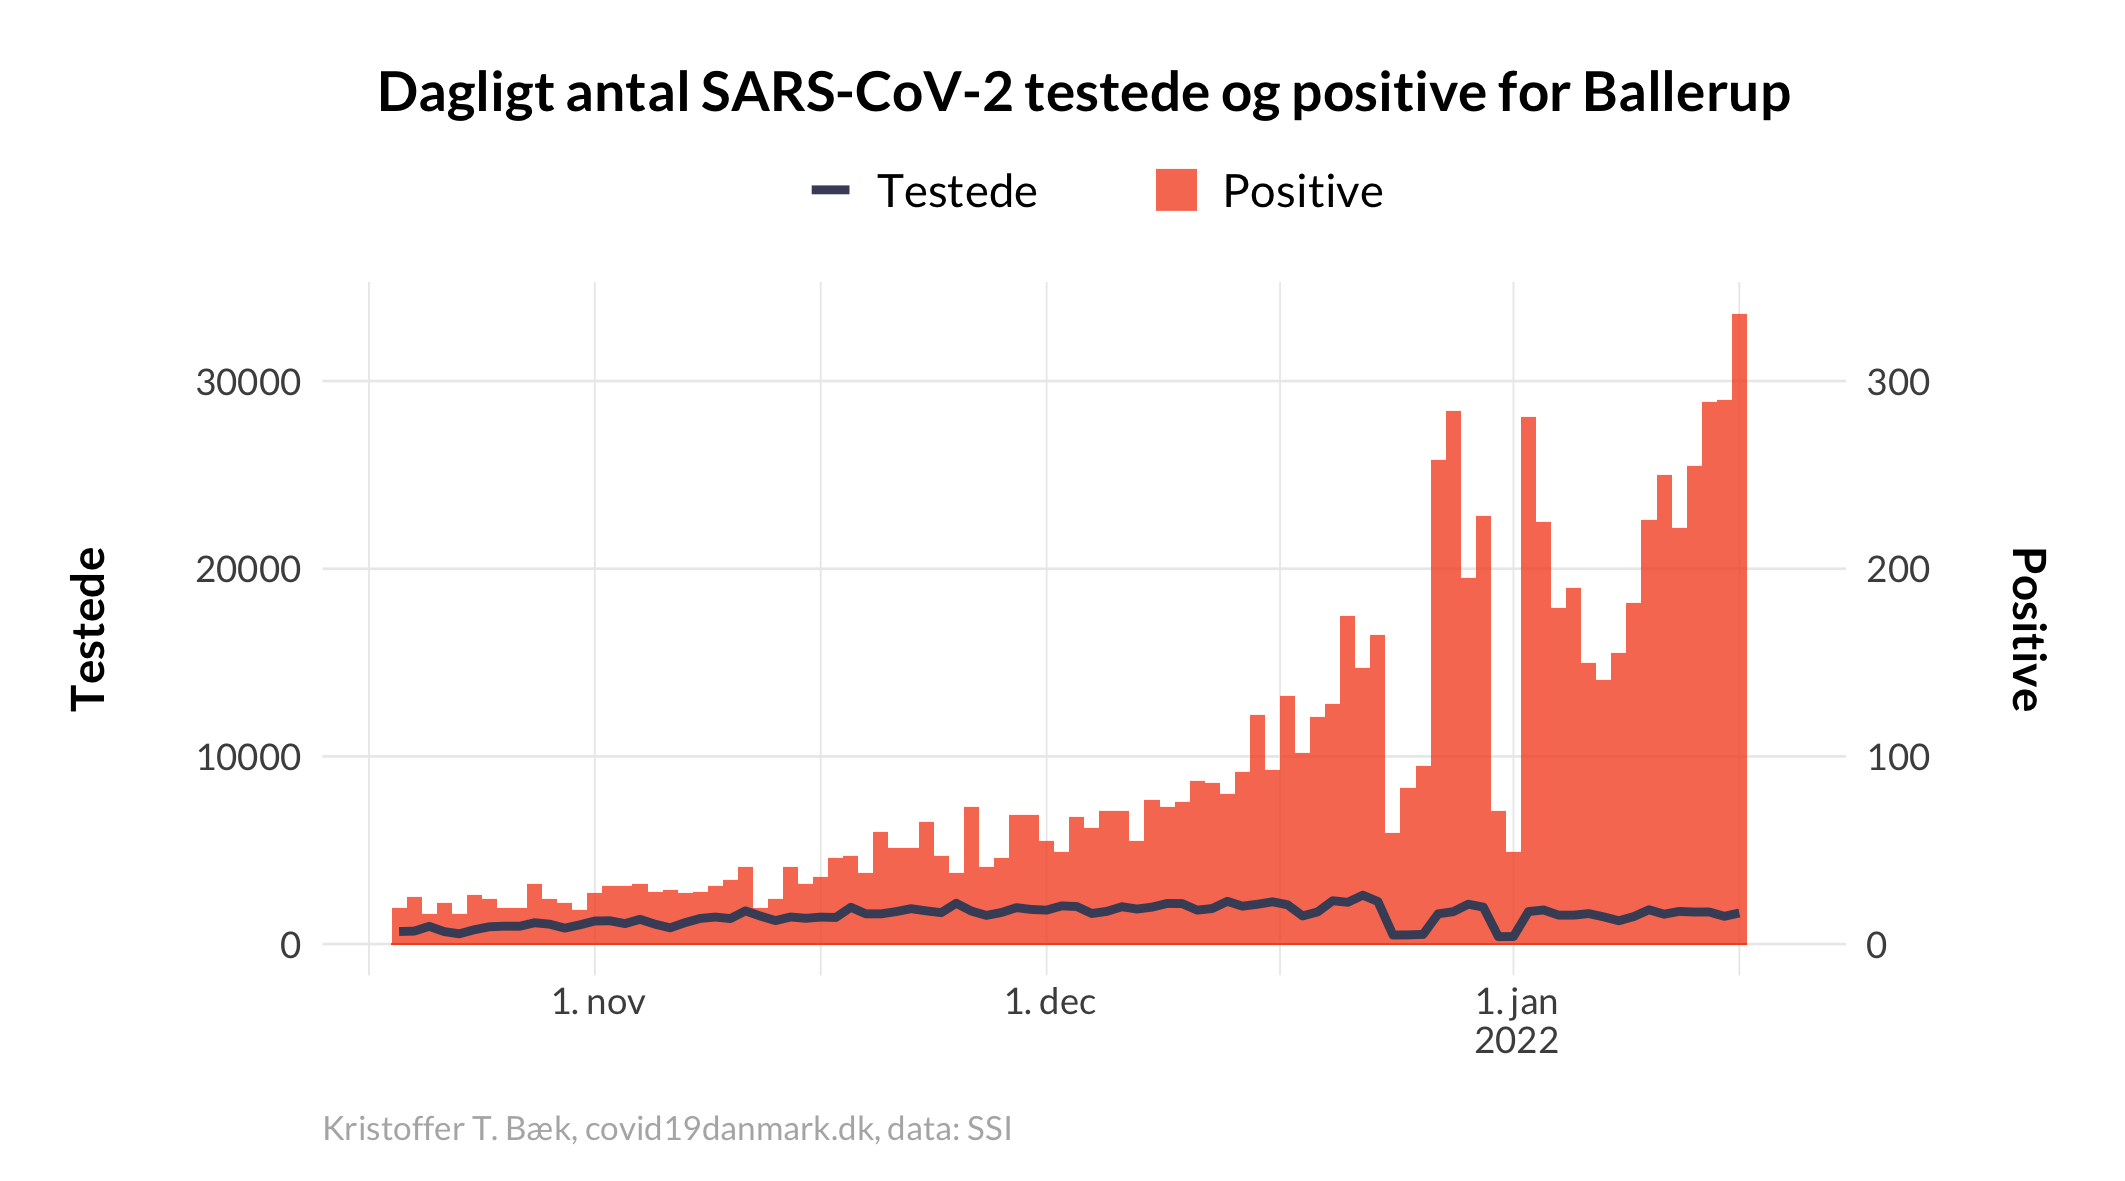 Dagligt antal SARS-CoV-2 testede og positive for Ballerup
Testede
Positive
30000
20000
10000
0
Testede
300
200
100
0
Positive
1. nov
1. dec
1. jan
2022
Kristoffer T. Bæk, covid19danmark.dk, data: SSI